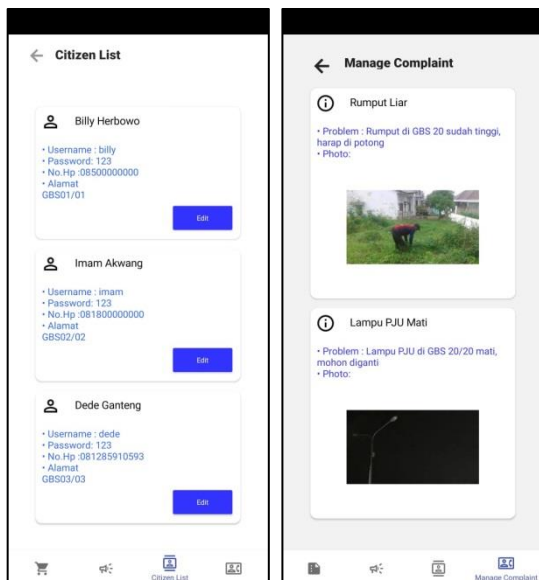 Citizen List
Billy Herbowo
• Username : billy
• Password: 123
• No.Hp :08500000000
• Alamat
GBS01/01
Edit
Imam Akwang
• Username : imam
• Password: 123
• No.Hp :081800000000
• Alamat
GBS02/02
Edit
Dede Ganteng
• Username : dede
• Password: 123
• No.Hp :081285910593
• Alamat
GBS03/03
Edit
Citizen List
Manage Complaint
Rumput Liar
• Problem : Rumput di GBS 20 sudah tinggi,
harap di potong
• Photo:
Lampu PJU Mati
• Problem : Lampu PJU di GBS 20/20 mati,
mohon diganti
• Photo:
Manage Complaint